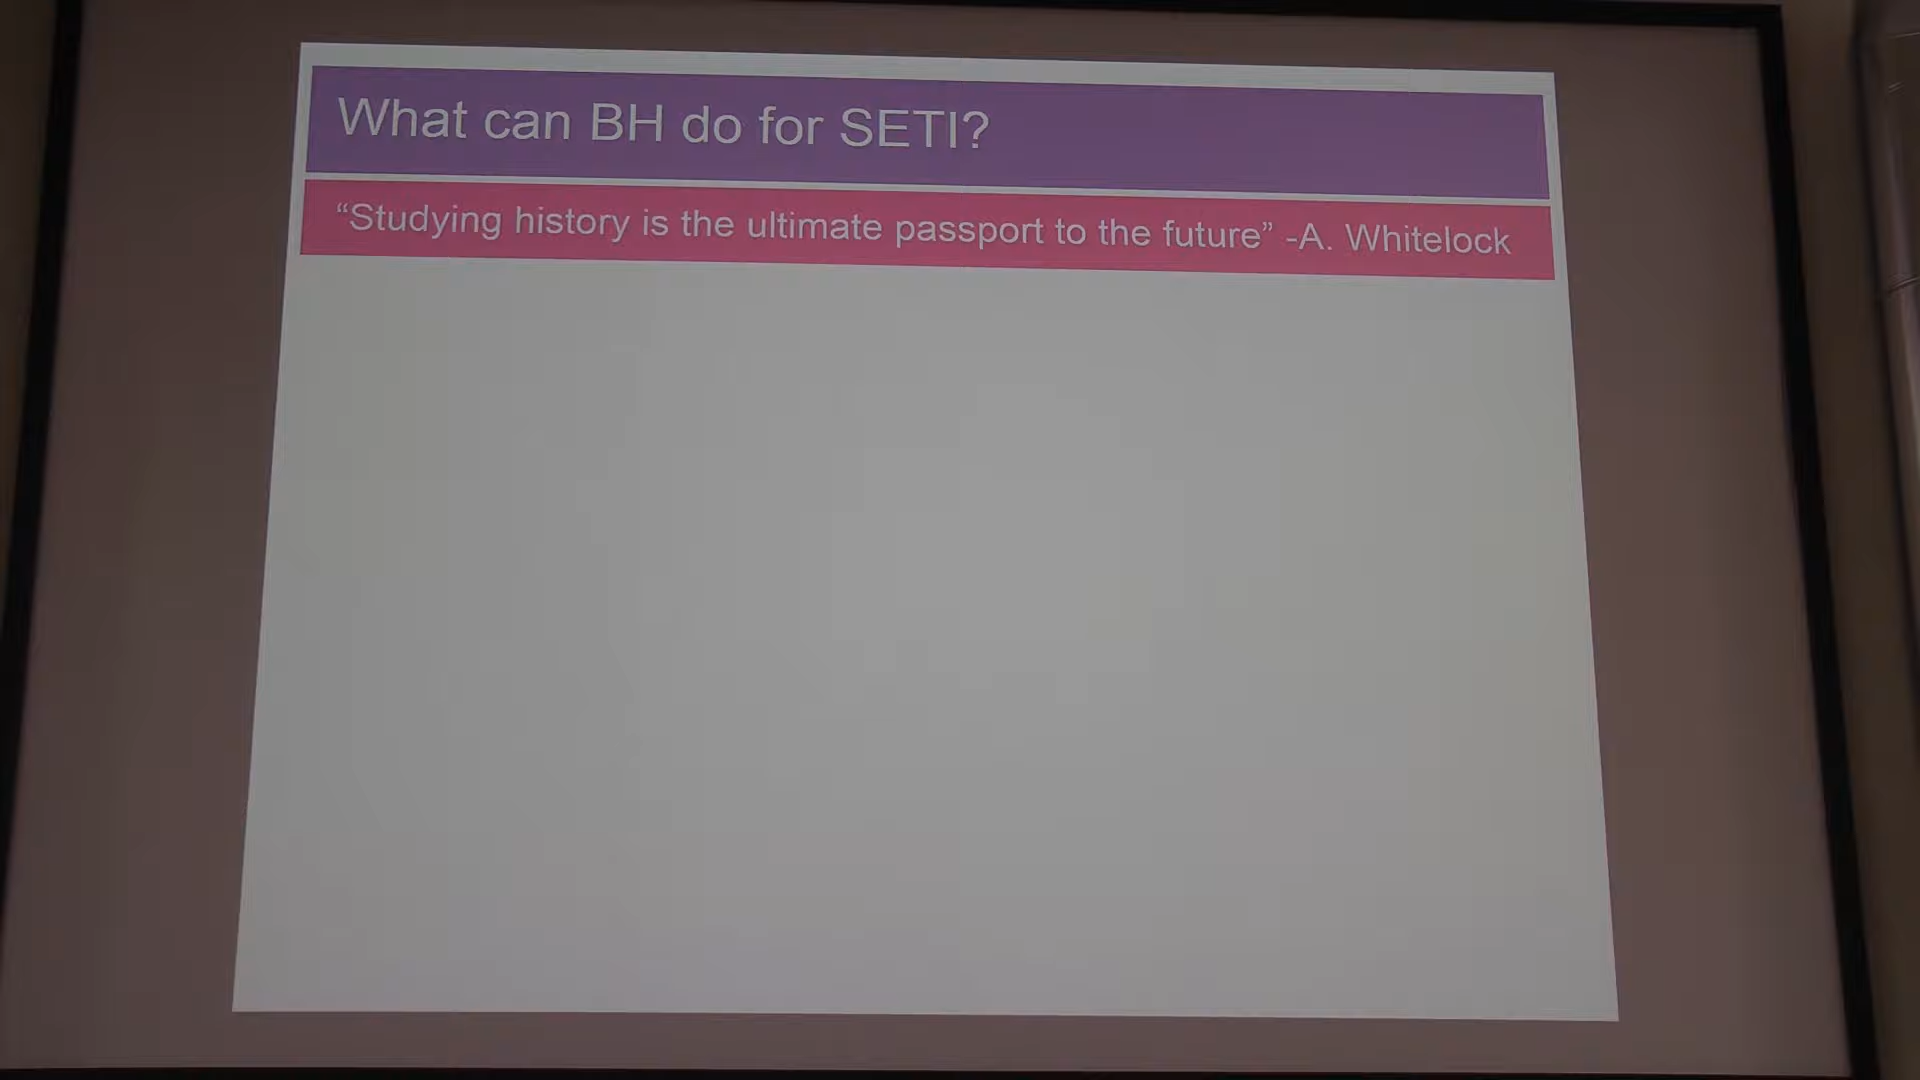 What can BH do for SETI?
“Studying history is the ultimate passport to the future” -A. Whitelock